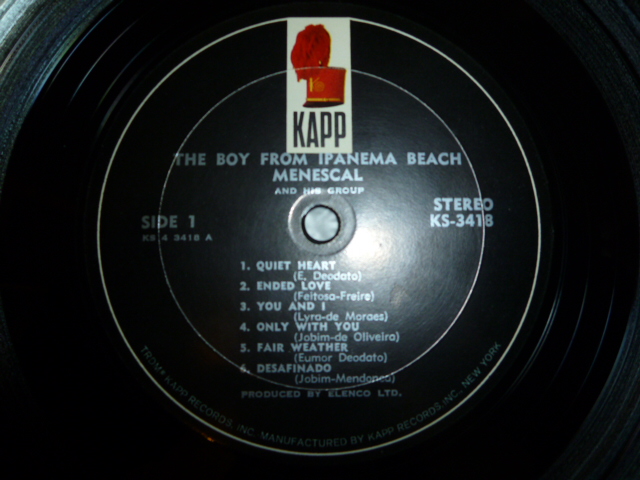 KAPP
THE BOY FROM IPANEMA BEACH
MENESCAL
AND HIS GROUP
STEREO
SIDE 1
KS-3418
KS 4 3418 A
1. QUIET HEART
(E. Deodato)
2. ENDED LOVE
(Feitosa-Freire)
3. YOU AND I
(Lyra-de Moraes)
4. ONLY WITH YOU
(Jobim-de Oliveira)
5. FAIR WEATHER
(Eumor Deodato)
6. DESAFINADO
(Jobim-Mendonca)
PRODUCED BY ELENCO LTD.
TRDM• KAPP RECORDS, INC. MANUFACTURED BY KAPP RECORDS, INC., NEW YORK